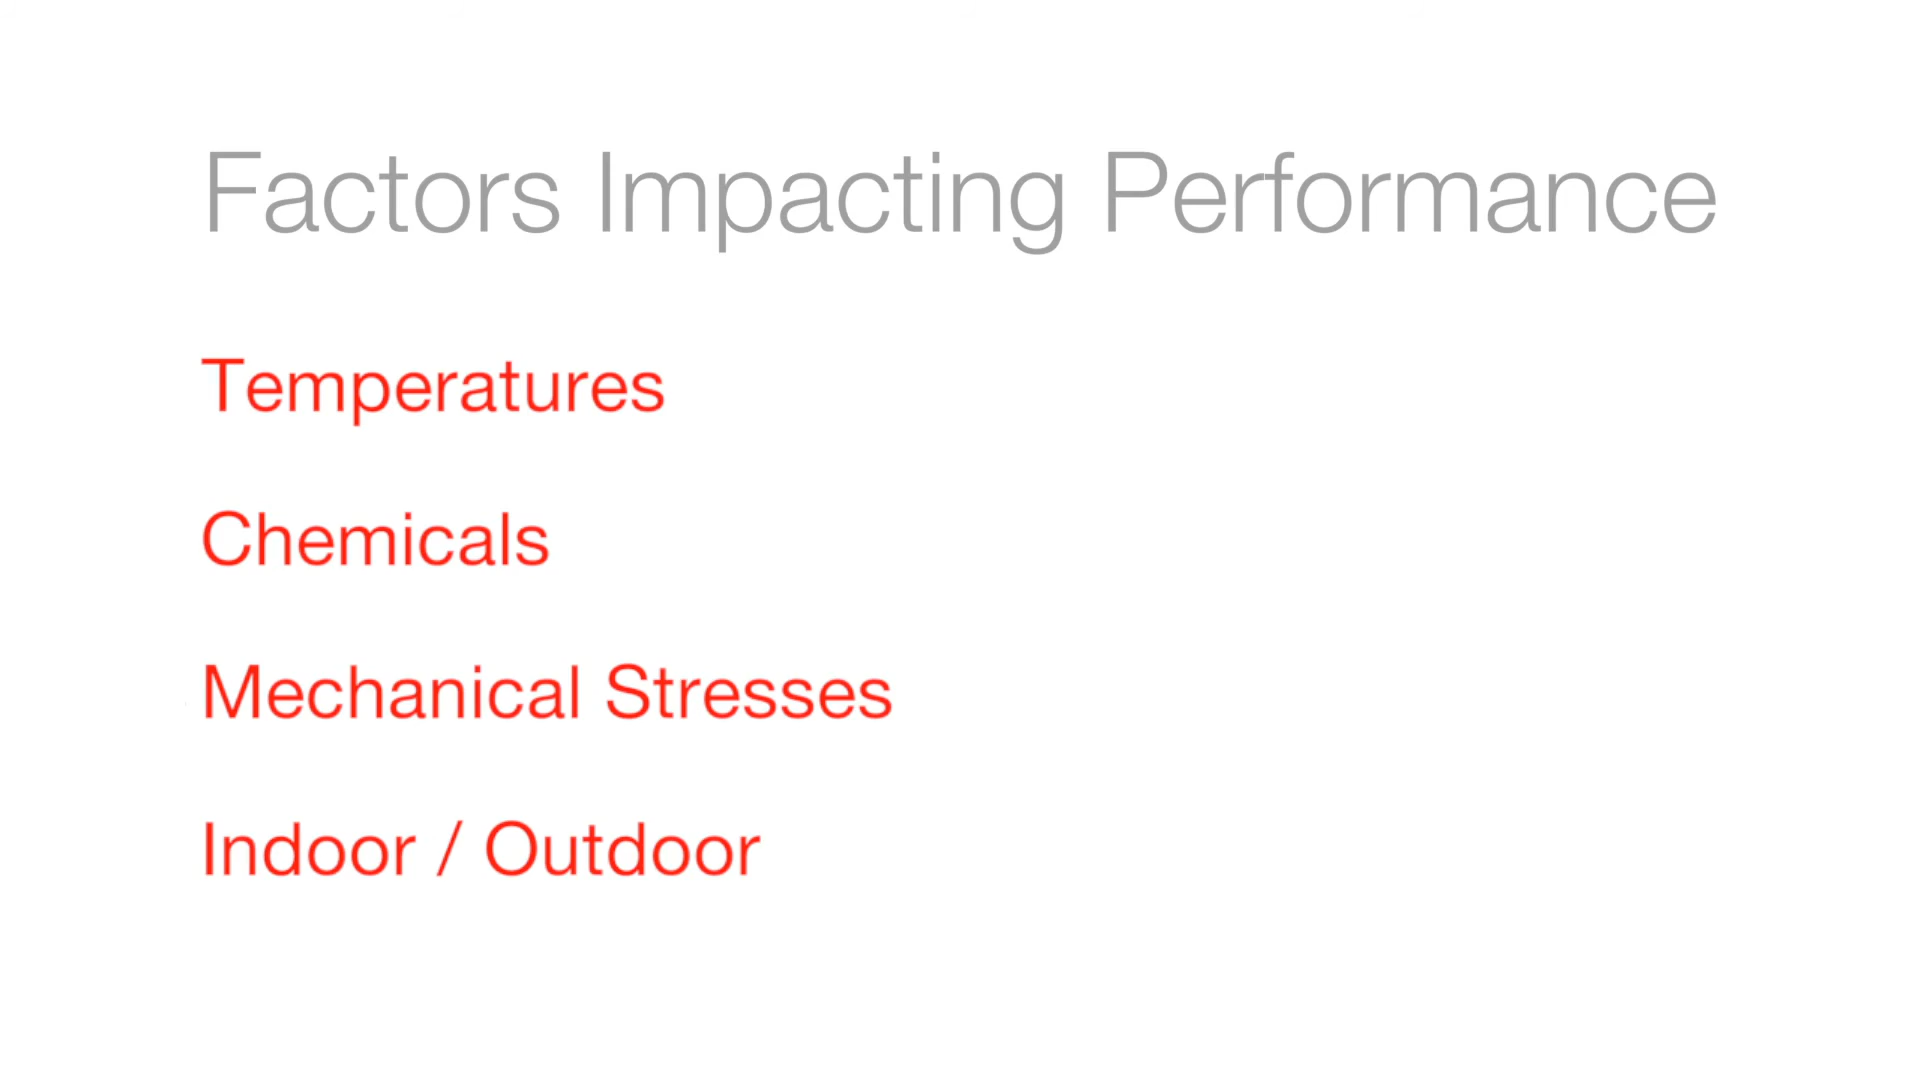 Factors Impacting Performance
Temperatures
Chemicals
Mechanical Stresses
Indoor / Outdoor